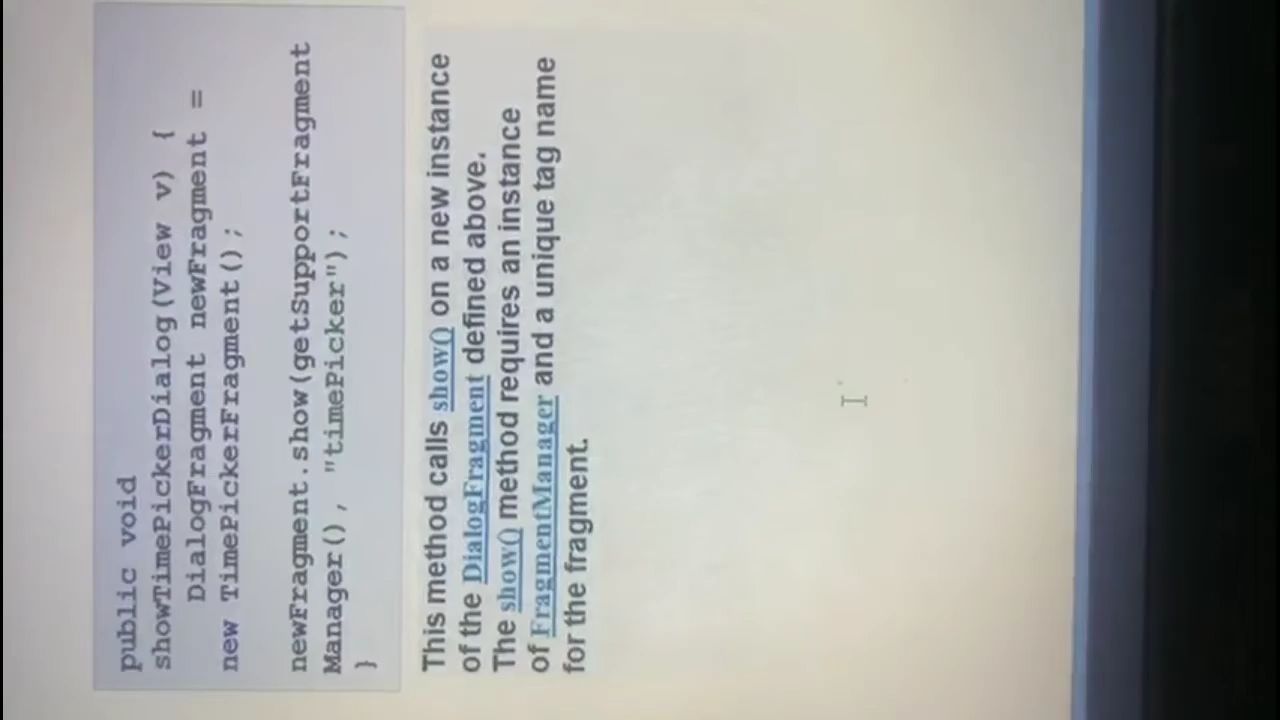 public void
showTimePickerDialog(View v) {
DialogFragment newFragment =
new TimePickerFragment();
newFragment.show(getSupportFragment
Manager(), "timePicker");
}
This method calls show() on a new instance
of the DialogFragment defined above.
The show() method requires an instance
of FragmentManager and a unique tag name
for the fragment.